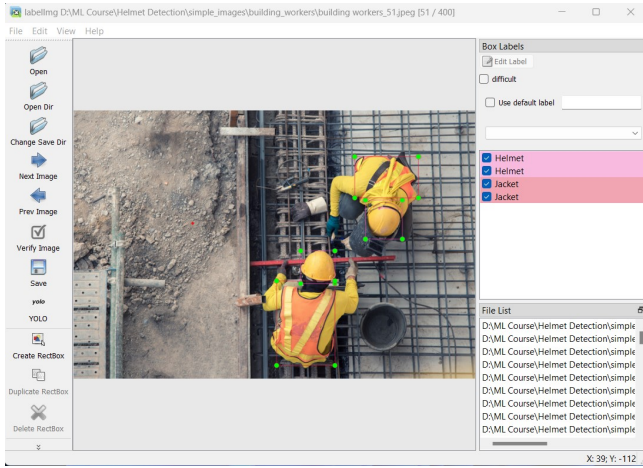 labelImg D:\ML Course\Helmet Detection\simple_images\building_workers\building workers_51.jpeg [51 / 400]
File Edit View Help
Open
Open Dir
Change Save Dir
Next Image
Prev Image
Verify Image
Save
yolo
YOLO
Create RectBox
Duplicate RectBox
Delete RectBox
Box Labels
Edit Label
difficult
Use default label
Helmet
Helmet
Jacket
Jacket
File List
D:\ML Course\Helmet Detection\simple
D:\ML Course\Helmet Detection\simple
D:\ML Course\Helmet Detection\simple
D:\ML Course\Helmet Detection\simple
D:\ML Course\Helmet Detection\simple
D:\ML Course\Helmet Detection\simple
D:\ML Course\Helmet Detection\simple
D:\ML Course\Helmet Detection\simple
D:\ML Course\Helmet Detection\simple
X: 39; Y: -112